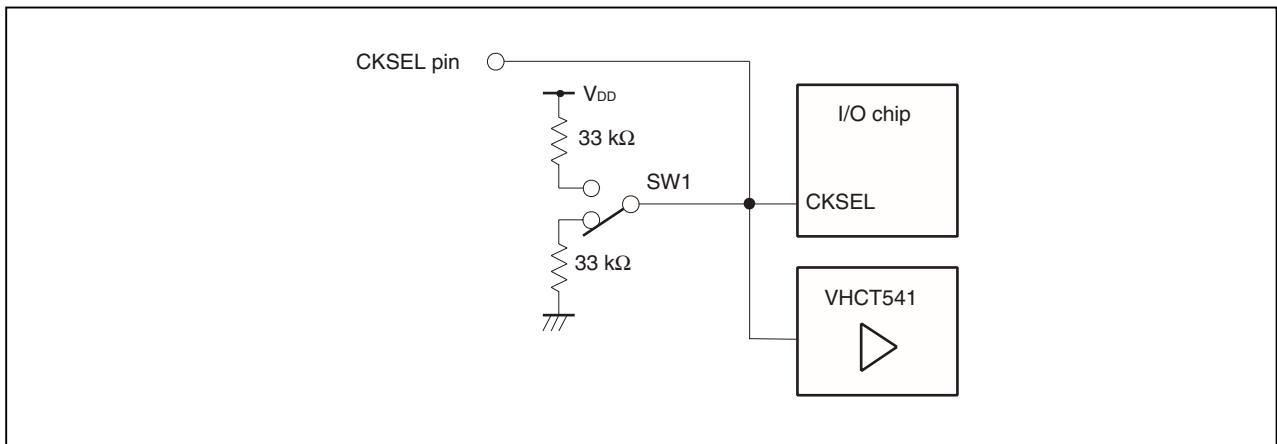 CKSEL pin
VDD
33 kΩ
SW1
33 kΩ
I/O chip
CKSEL
VHCT541